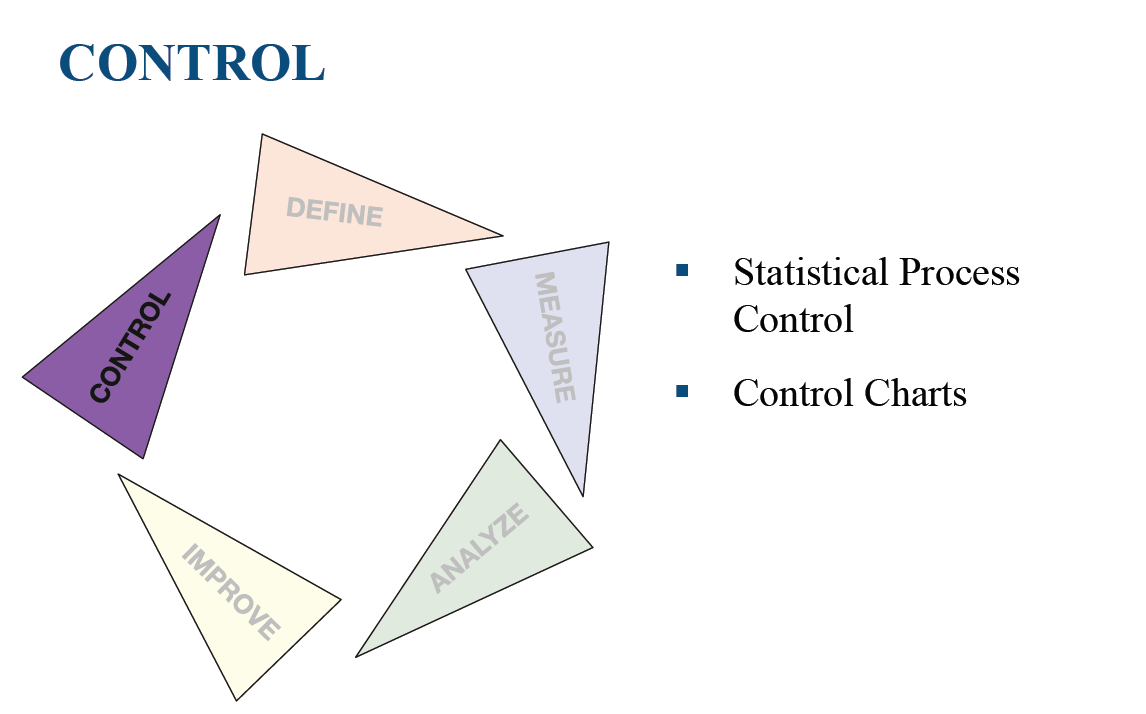 CONTROL
DEFINE
MEASURE
ANALYZE
IMPROVE
CONTROL
Statistical Process
Control
Control Charts